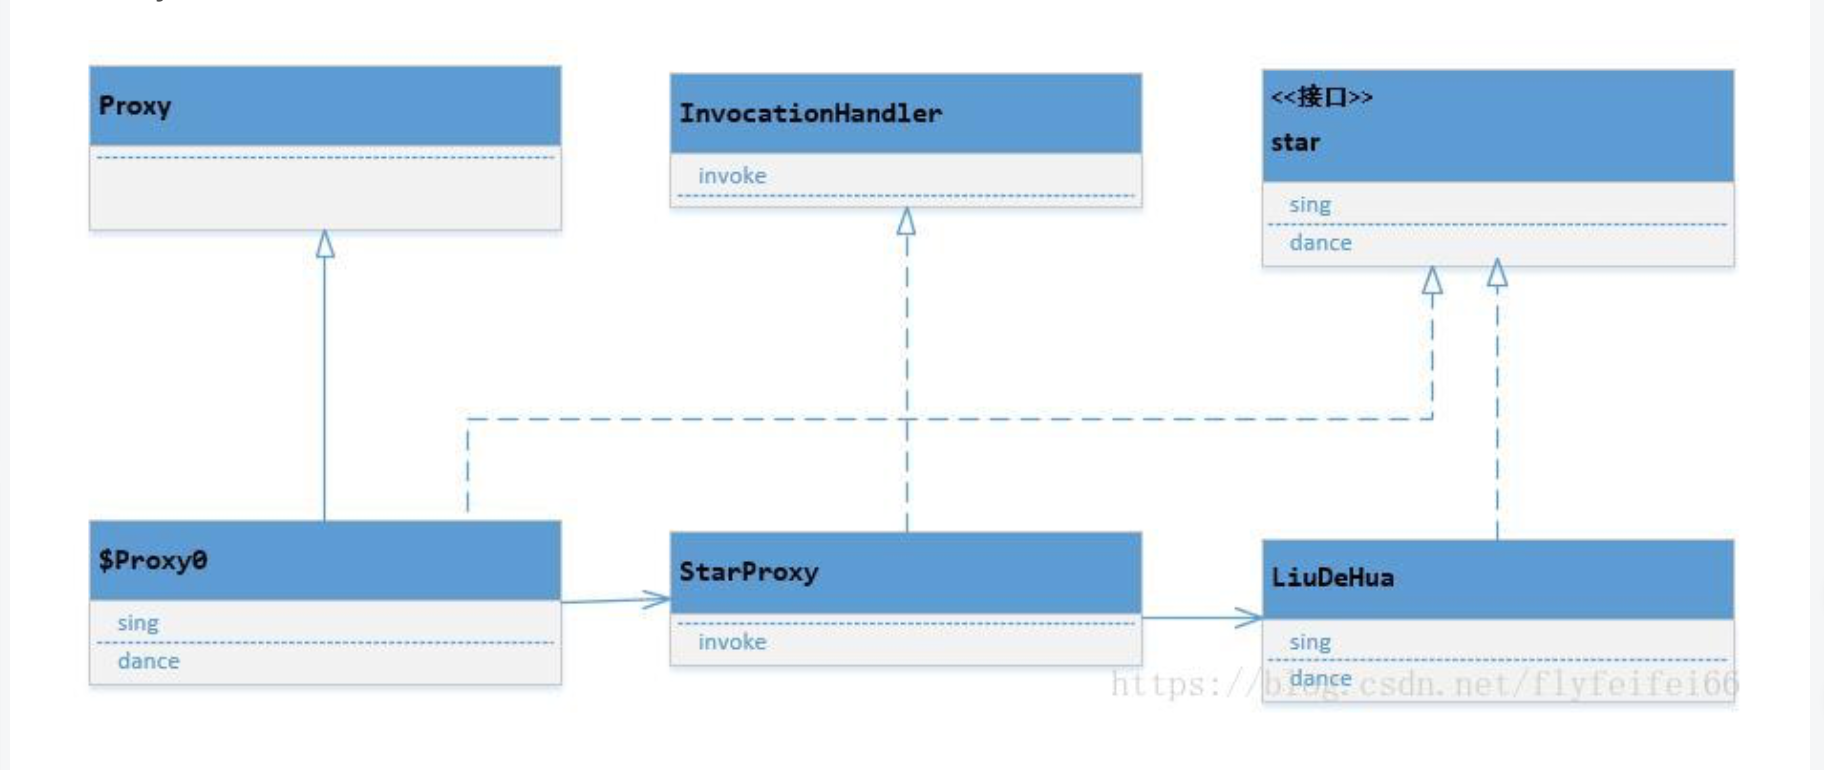 Proxy
InvocationHandler
invoke
<<接口>>
star
sing
dance
$Proxy0
sing
dance
StarProxy
invoke
LiuDeHua
sing
dance
https://blog.csdn.net/flyfeifei66